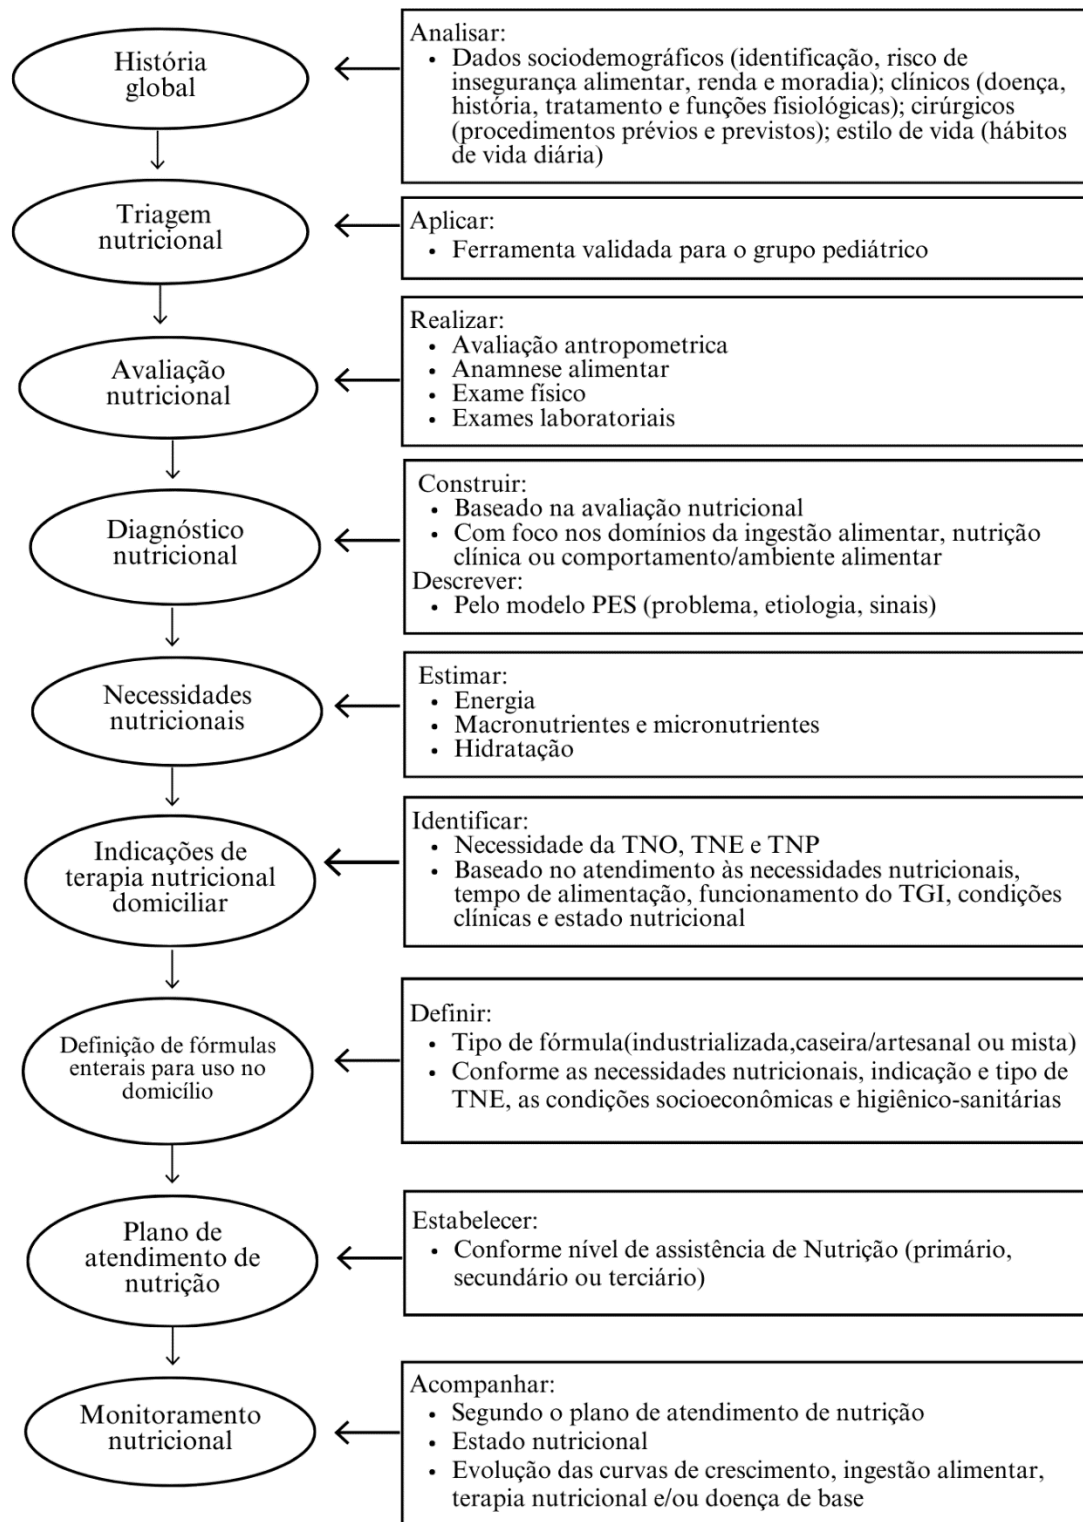 História
global
Analisar:
• Dados sociodemográficos (identificação, risco de
insegurança alimentar, renda e moradia); clínicos (doença,
história, tratamento e funções fisiológicas); cirúrgicos
(procedimentos prévios e previstos); estilo de vida (hábitos
de vida diária)
Triagem
nutricional
Aplicar:
• Ferramenta validada para o grupo pediátrico
Avaliação
nutricional
Realizar:
• Avaliação antropometrica
• Anamnese alimentar
• Exame físico
• Exames laboratoriais
Diagnóstico
nutricional
Construir:
• Baseado na avaliação nutricional
• Com foco nos domínios da ingestão alimentar, nutrição
clínica ou comportamento/ambiente alimentar
Descrever:
• Pelo modelo PES (problema, etiologia, sinais)
Necessidades
nutricionais
Estimar:
• Energia
• Macronutrientes e micronutrientes
• Hidratação
Indicações de
terapia nutricional
domiciliar
Identificar:
• Necessidade da TNO, TNE e TNP
• Baseado no atendimento às necessidades nutricionais,
tempo de alimentação, funcionamento do TGI, condições
clínicas e estado nutricional
Definição de fórmulas
enterais para uso no
domicílio
Definir:
• Tipo de fórmula(industrializada,caseira/artesanal ou mista)
• Conforme as necessidades nutricionais, indicação e tipo de
TNE, as condições socioeconômicas e higiênico-sanitárias
Plano de
atendimento de
nutrição
Estabelecer:
• Conforme nível de assistência de Nutrição (primário,
secundário ou terciário)
Monitoramento
nutricional
Acompanhar:
• Segundo o plano de atendimento de nutrição
• Estado nutricional
• Evolução das curvas de crescimento, ingestão alimentar,
terapia nutricional e/ou doença de base